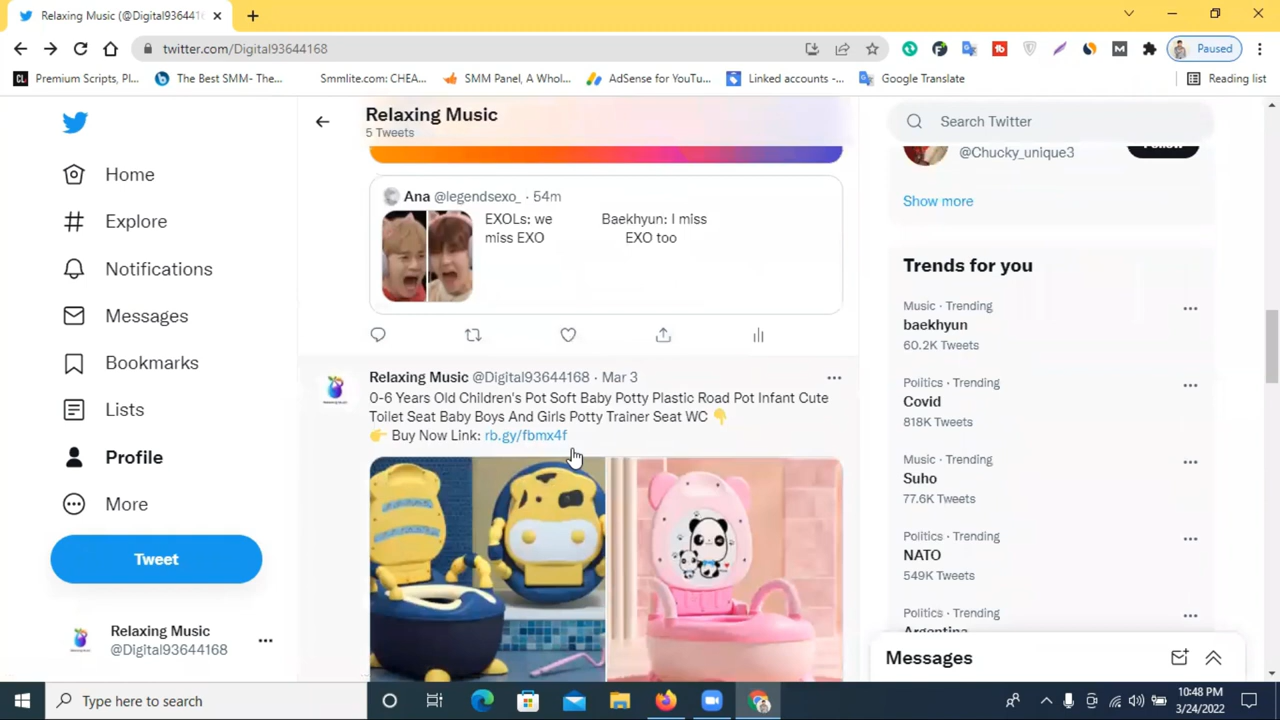 Relaxing Music (@Digital93644168
twitter.com/Digital93644168
Paused
Premium Scripts, Pl...
The Best SMM- The...
Smmlite.com: CHEA...
SMM Panel, A Whol...
AdSense for YouTu...
Linked accounts -...
Google Translate
Reading list
Home
Explore
Notifications
Messages
Bookmarks
Lists
Profile
More
Tweet
Relaxing Music
@Digital93644168
Relaxing Music
5 Tweets
Ana @legendsexo_ · 54m
EXOLs: we Baekhyun: I miss
miss EXO EXO too
Relaxing Music @Digital93644168 · Mar 3
0-6 Years Old Children's Pot Soft Baby Potty Plastic Road Pot Infant Cute
Toilet Seat Baby Boys And Girls Potty Trainer Seat WC 👇
👉 Buy Now Link: rb.gy/fbmx4f
Search Twitter
@Chucky_unique3
Follow
Show more
Trends for you
Music · Trending
baekhyun
60.2K Tweets
Politics · Trending
Covid
818K Tweets
Music · Trending
Suho
77.6K Tweets
Politics · Trending
NATO
549K Tweets
Politics · Trending
Argentina
Messages
Type here to search
10:48 PM
3/24/2022